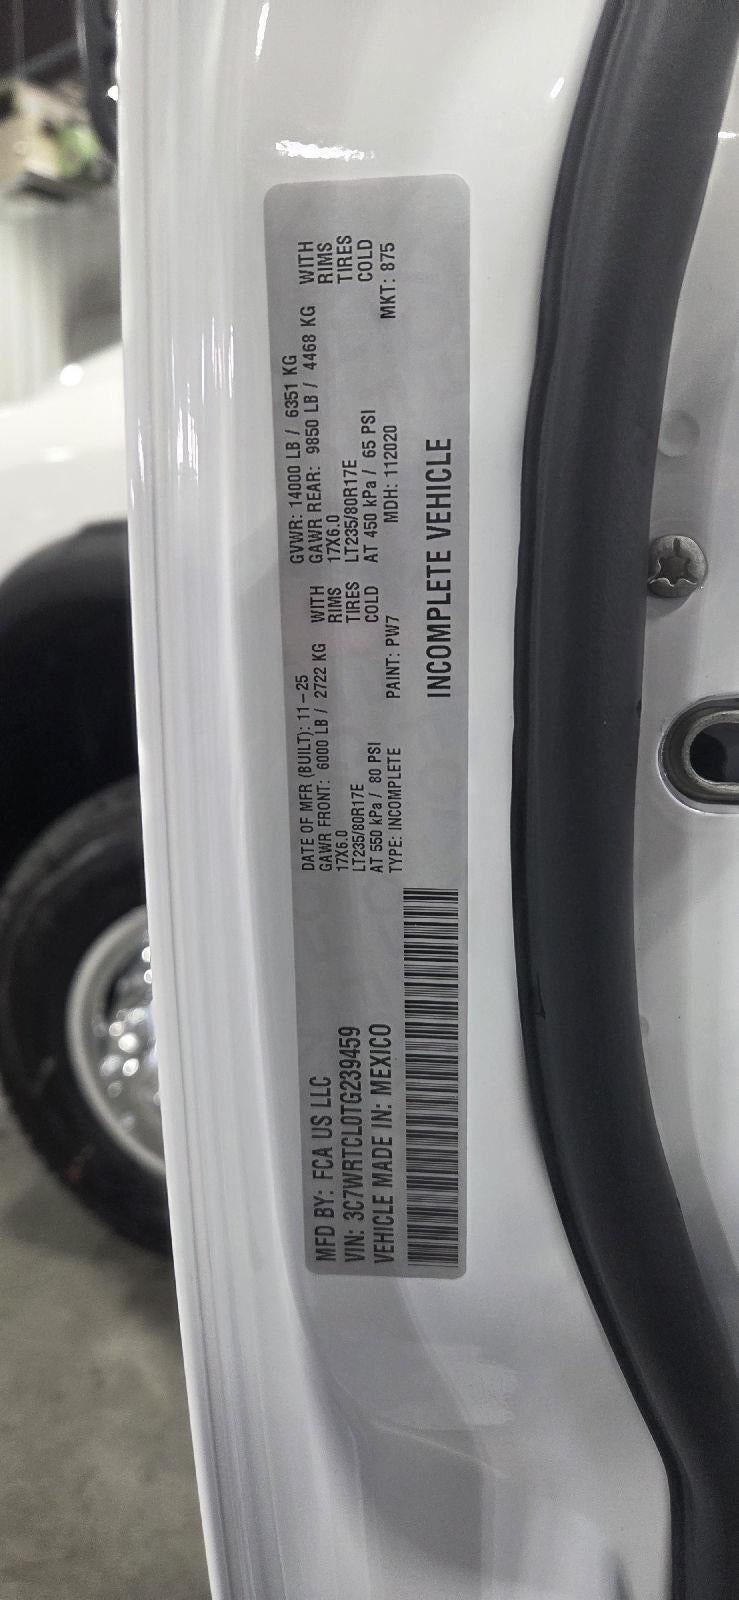 MFD BY: FCA US LLC
VIN: 3C7WRTCL0TG239459
VEHICLE MADE IN: MEXICO
DATE OF MFR (BUILT): 11-25
GAWR FRONT: 6000 LB / 2722 KG WITH
17X6.0 RIMS
LT235/80R17E TIRES
AT 550 kPa / 80 PSI COLD
TYPE: INCOMPLETE PAINT: PW7
GVWR: 14000 LB / 6351 KG
GAWR REAR: 9850 LB / 4468 KG WITH
17X6.0 RIMS
LT235/80R17E TIRES
AT 450 kPa / 65 PSI COLD
MDH: 112020 MKT: 875
INCOMPLETE VEHICLE